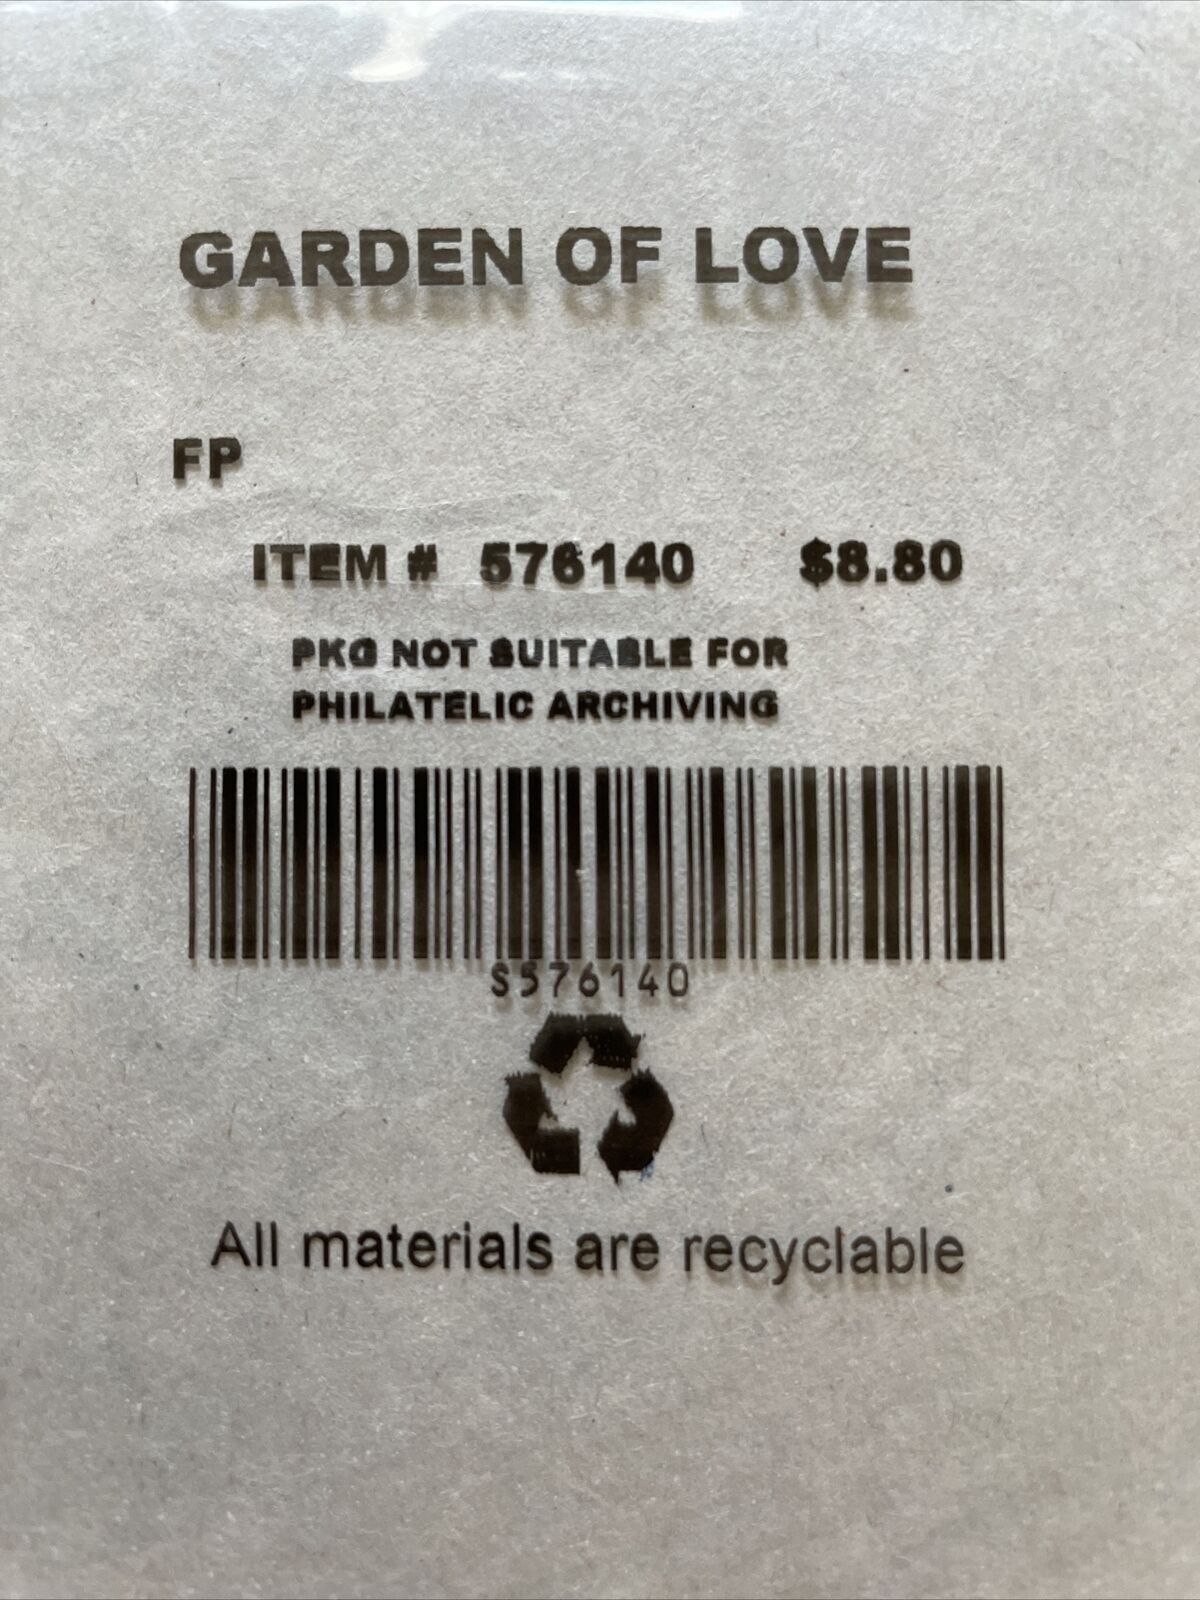 GARDEN OF LOVE
FP
ITEM # 576140 $8.80
PKG NOT SUITABLE FOR
PHILATELIC ARCHIVING
S576140
All materials are recyclable